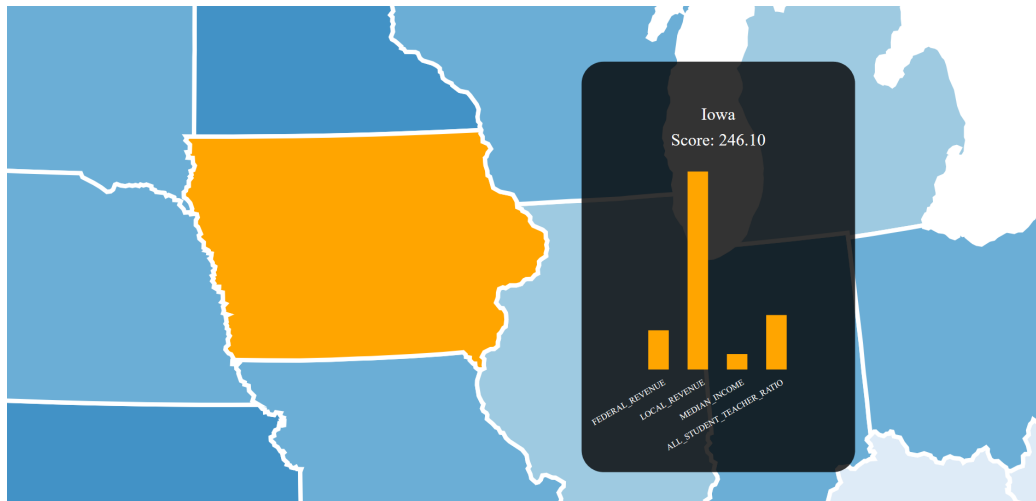 Iowa
Score: 246.10
FEDERAL_REVENUE
LOCAL_REVENUE
MEDIAN_INCOME
ALL_STUDENT_TEACHER_RATIO